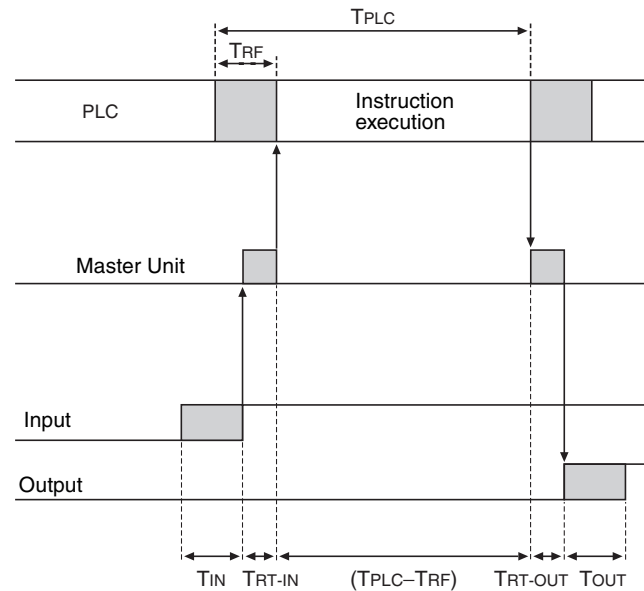 TPLC
TRF
PLC
Instruction
execution
Master Unit
Input
Output
TIN
TRT-IN
(TPLC–TRF)
TRT-OUT
TOUT